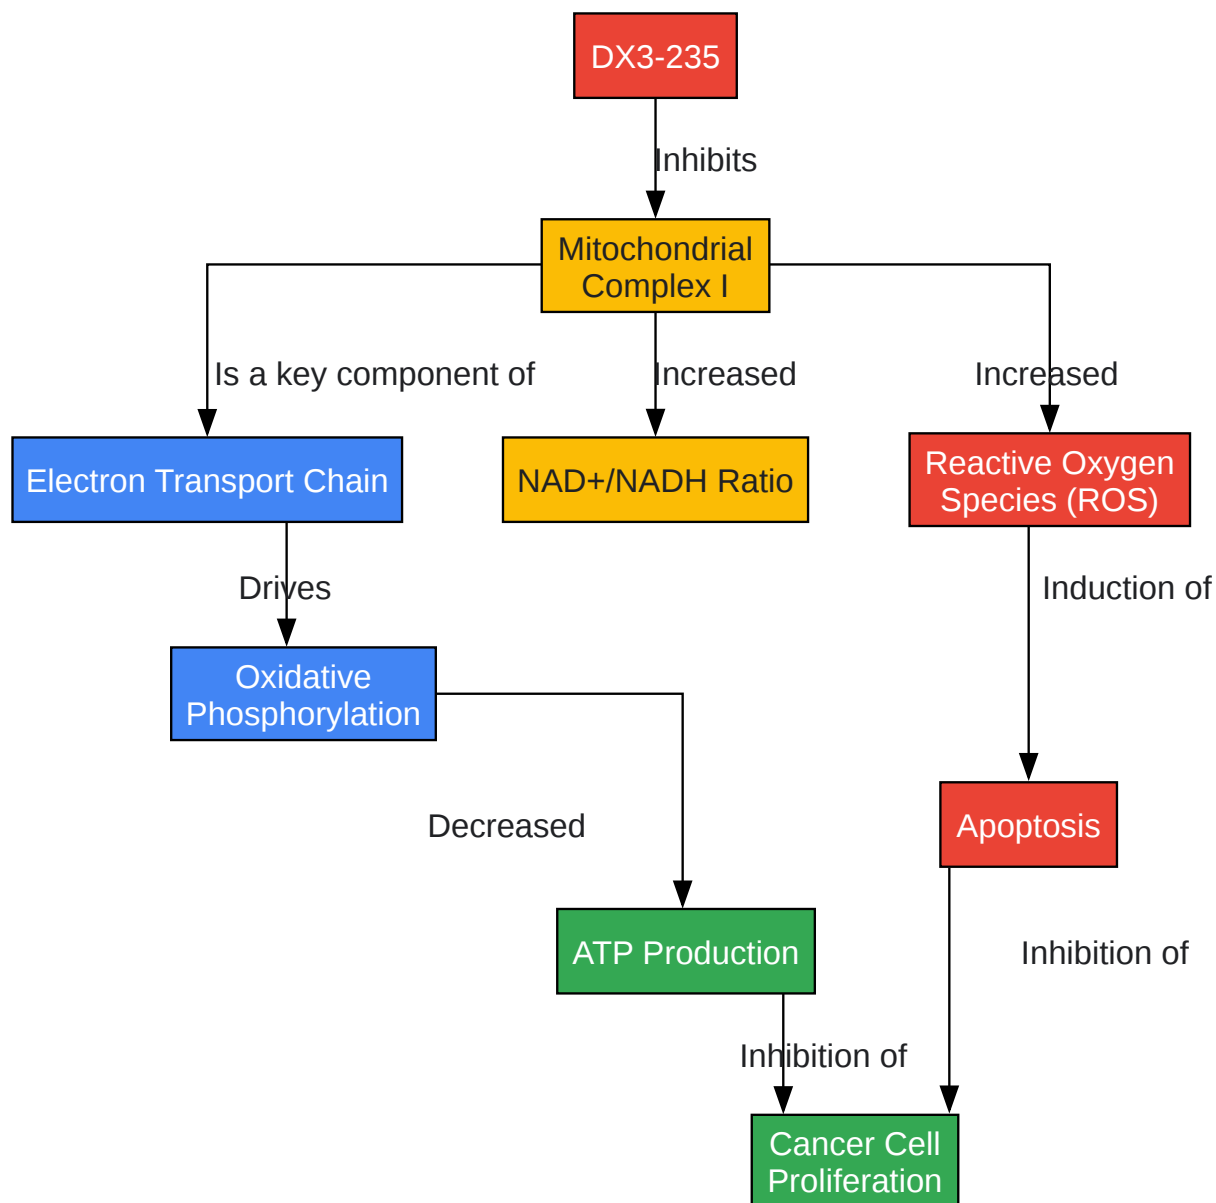 DX3-235
Inhibits
Mitochondrial
Complex I
Is a key component of
Increased
Increased
Electron Transport Chain
NAD+/NADH Ratio
Reactive Oxygen
Species (ROS)
Drives
Induction of
Oxidative
Phosphorylation
Decreased
Apoptosis
ATP Production
Inhibition of
Inhibition of
Cancer Cell
Proliferation